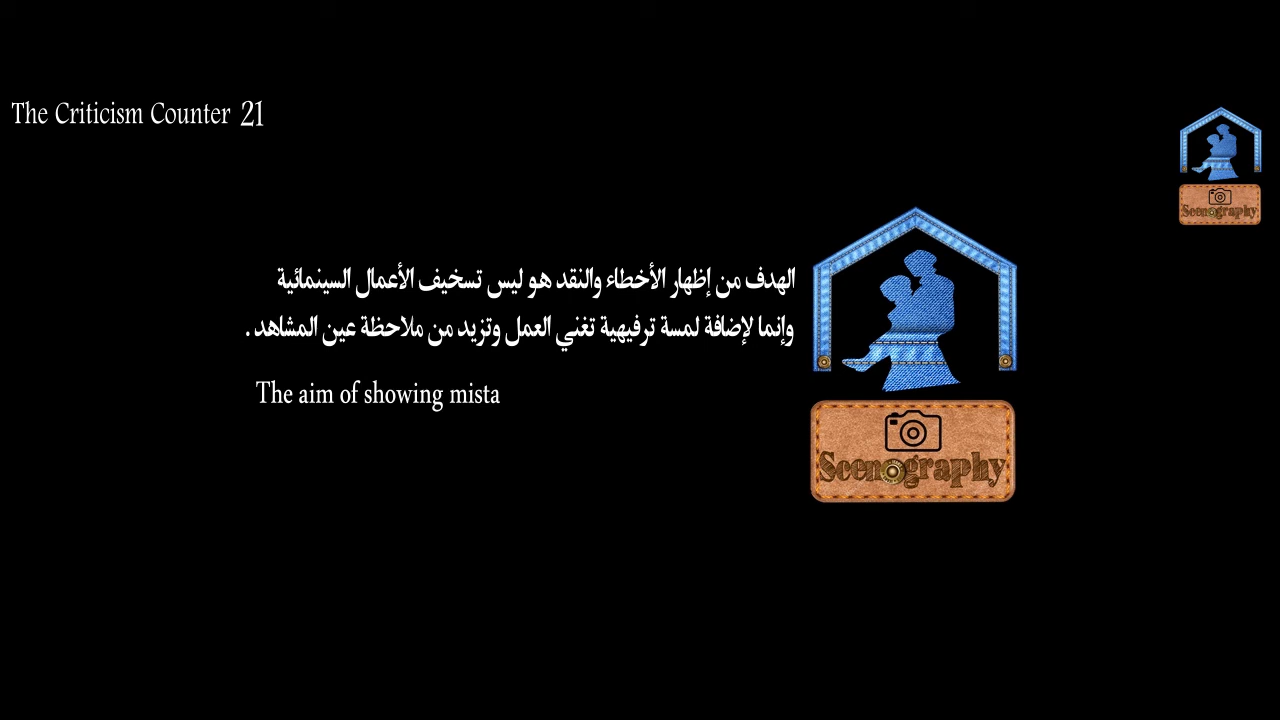 The Criticism Counter 21
Scenography
الهدف من إظهار الأخطاء والنقد هو ليس تسخيف الأعمال السينمائية
وإنما لإضافة لمسة ترفيهية تغني العمل وتزيد من ملاحظة عين المشاهد .
The aim of showing mista
Scenography